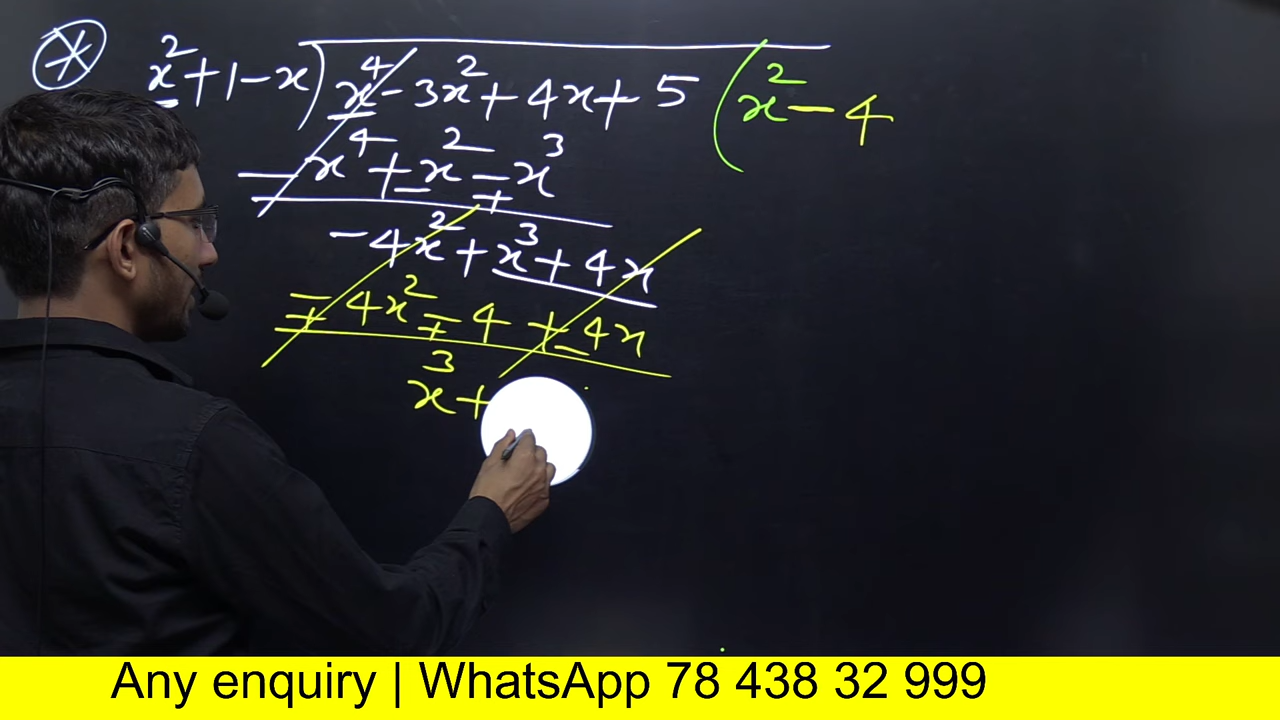 * x² + 1 - x ) x⁴ - 3x² + 4x + 5 ( x² - 4
- x⁴ + x² - x³
- +
- 4x² + x³ + 4x
- 4x² - 4 + 4x
+ + -
x³ +
Any enquiry | WhatsApp 78 438 32 999